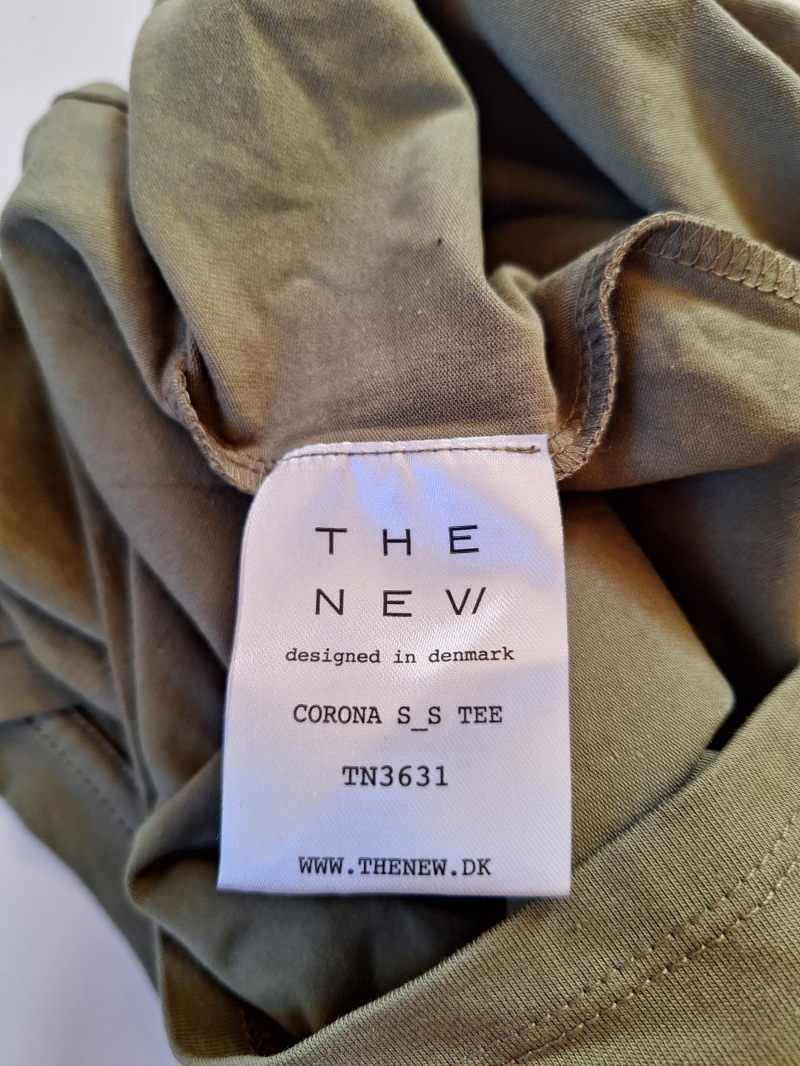 THE
NEW
designed in denmark
CORONA S_S TEE
TN3631
WWW.THENEW.DK